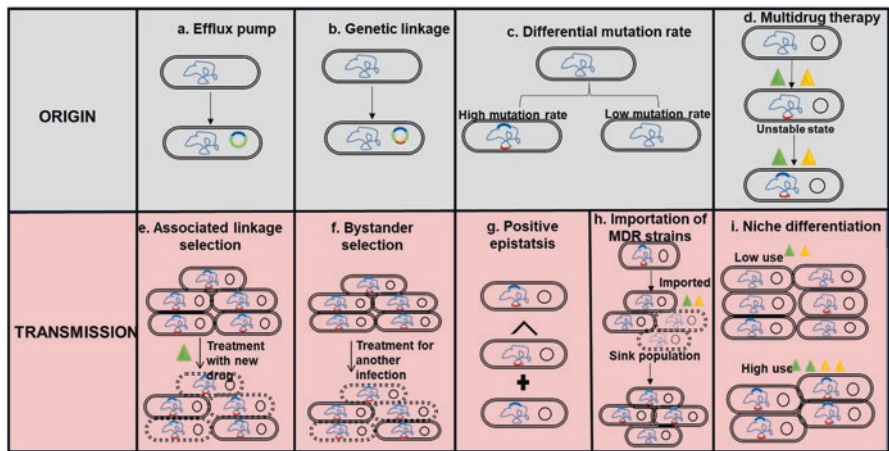 ORIGIN
a. Efflux pump
b. Genetic linkage
c. Differential mutation rate
High mutation rate
Low mutation rate
d. Multidrug therapy
Unstable state
TRANSMISSION
e. Associated linkage
selection
Treatment
with new
drug
f. Bystander
selection
Treatment for
another
infection
g. Positive
epistatsis
+
h. Importation of
MDR strains
Imported
Sink population
i. Niche differentiation
Low use
High use